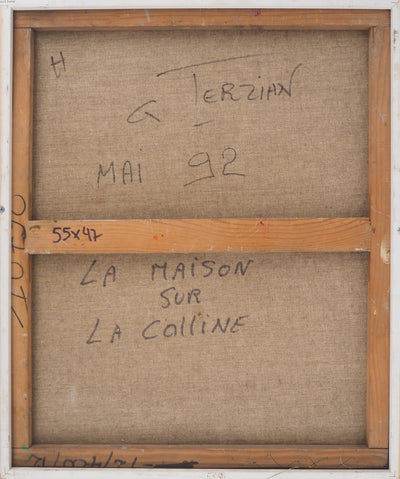 H
G TERZIAN
MAI 92
55x47
LA MAISON
SUR
LA COLLINE